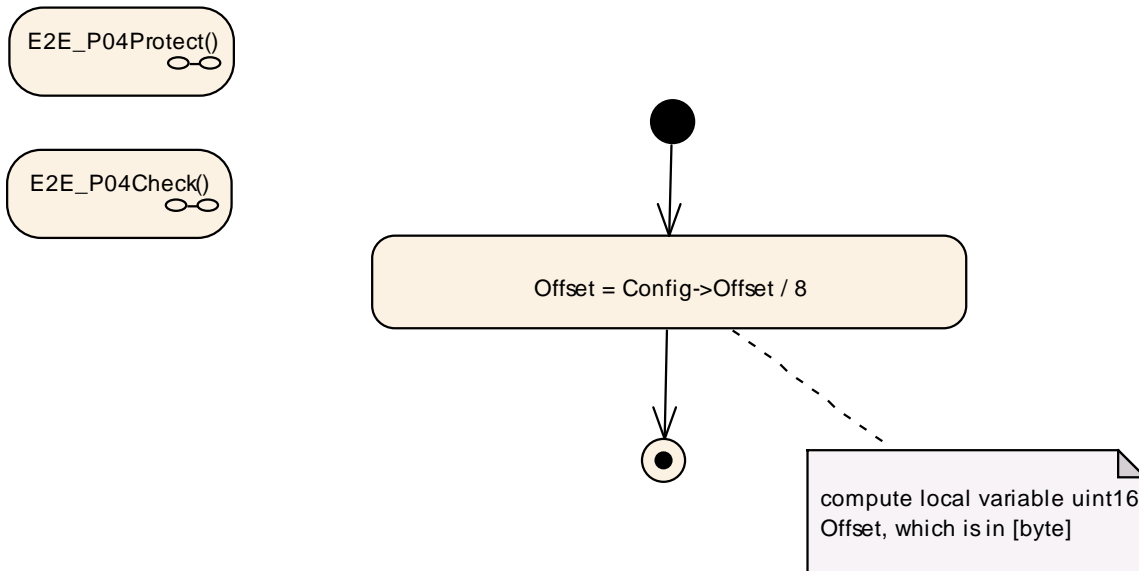 E2E_P04Protect()
E2E_P04Check()
Offset = Config->Offset / 8
compute local variable uint16
Offset, which is in [byte]